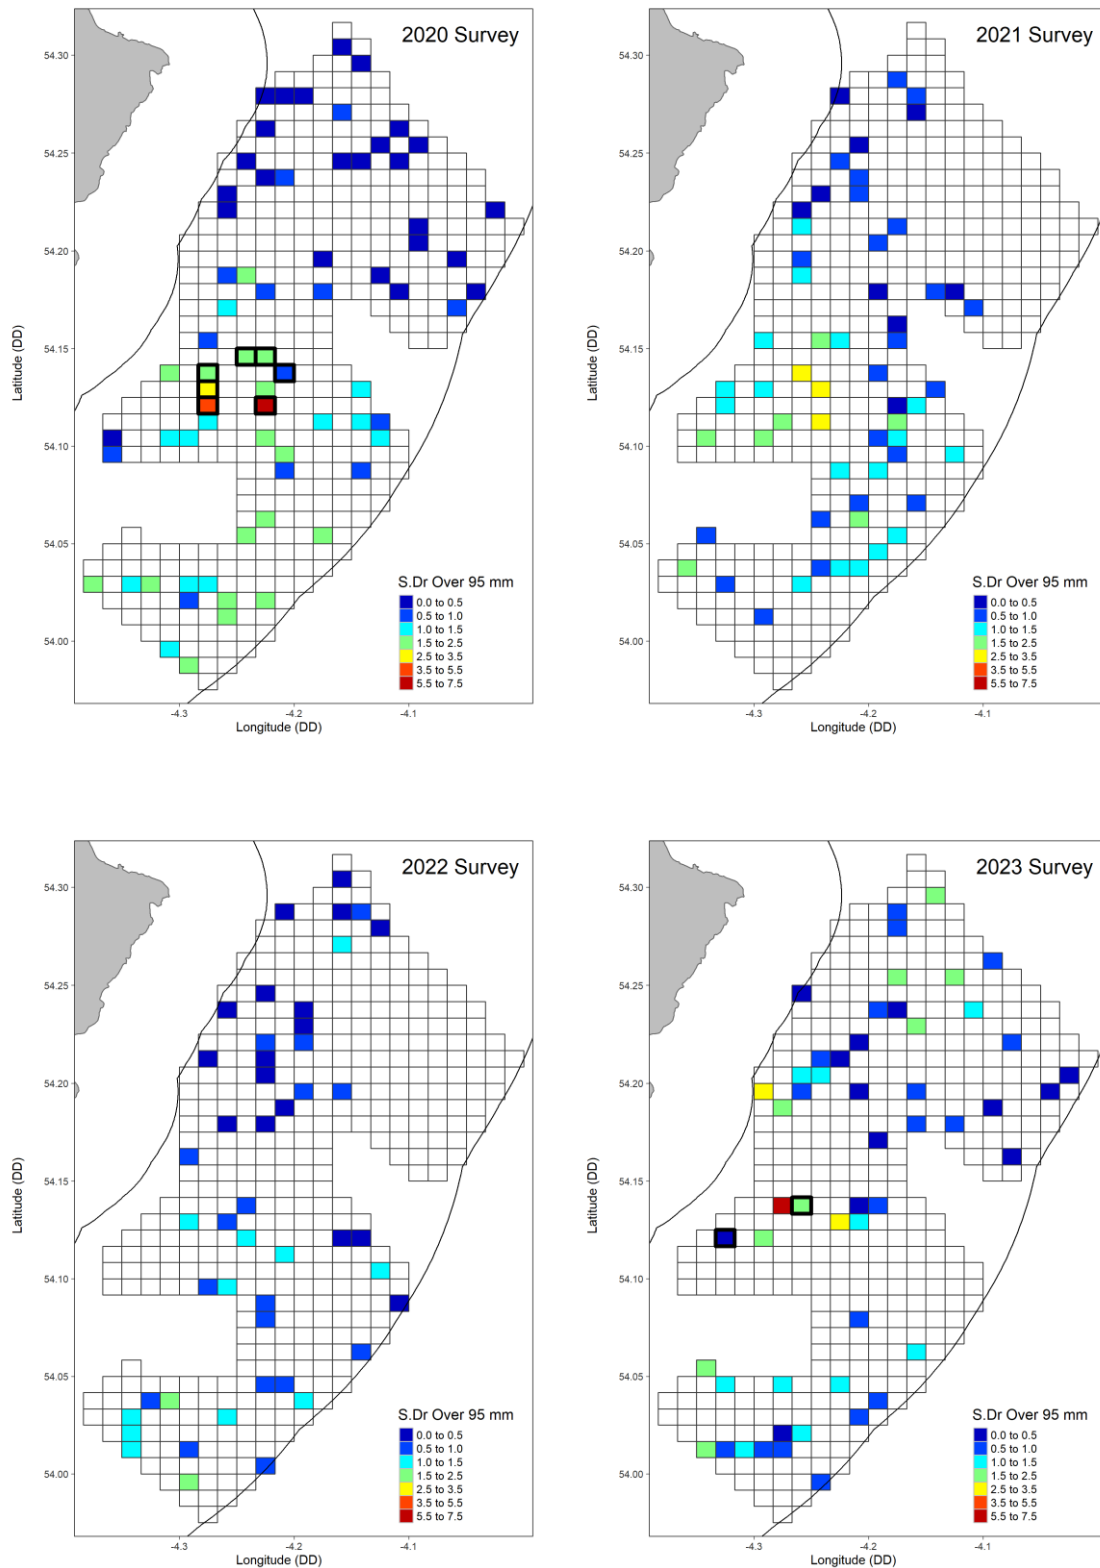 2020 Survey
54.30
54.25
54.20
54.15
54.10
54.05
54.00
Latitude (DD)
S.Dr Over 95 mm
0.0 to 0.5
0.5 to 1.0
1.0 to 1.5
1.5 to 2.5
2.5 to 3.5
3.5 to 5.5
5.5 to 7.5
-4.3
-4.2
-4.1
Longitude (DD)
2021 Survey
54.30
54.25
54.20
54.15
54.10
54.05
54.00
Latitude (DD)
S.Dr Over 95 mm
0.0 to 0.5
0.5 to 1.0
1.0 to 1.5
1.5 to 2.5
2.5 to 3.5
3.5 to 5.5
5.5 to 7.5
-4.3
-4.2
-4.1
Longitude (DD)
2022 Survey
54.30
54.25
54.20
54.15
54.10
54.05
54.00
Latitude (DD)
S.Dr Over 95 mm
0.0 to 0.5
0.5 to 1.0
1.0 to 1.5
1.5 to 2.5
2.5 to 3.5
3.5 to 5.5
5.5 to 7.5
-4.3
-4.2
-4.1
Longitude (DD)
2023 Survey
54.30
54.25
54.20
54.15
54.10
54.05
54.00
Latitude (DD)
S.Dr Over 95 mm
0.0 to 0.5
0.5 to 1.0
1.0 to 1.5
1.5 to 2.5
2.5 to 3.5
3.5 to 5.5
5.5 to 7.5
-4.3
-4.2
-4.1
Longitude (DD)